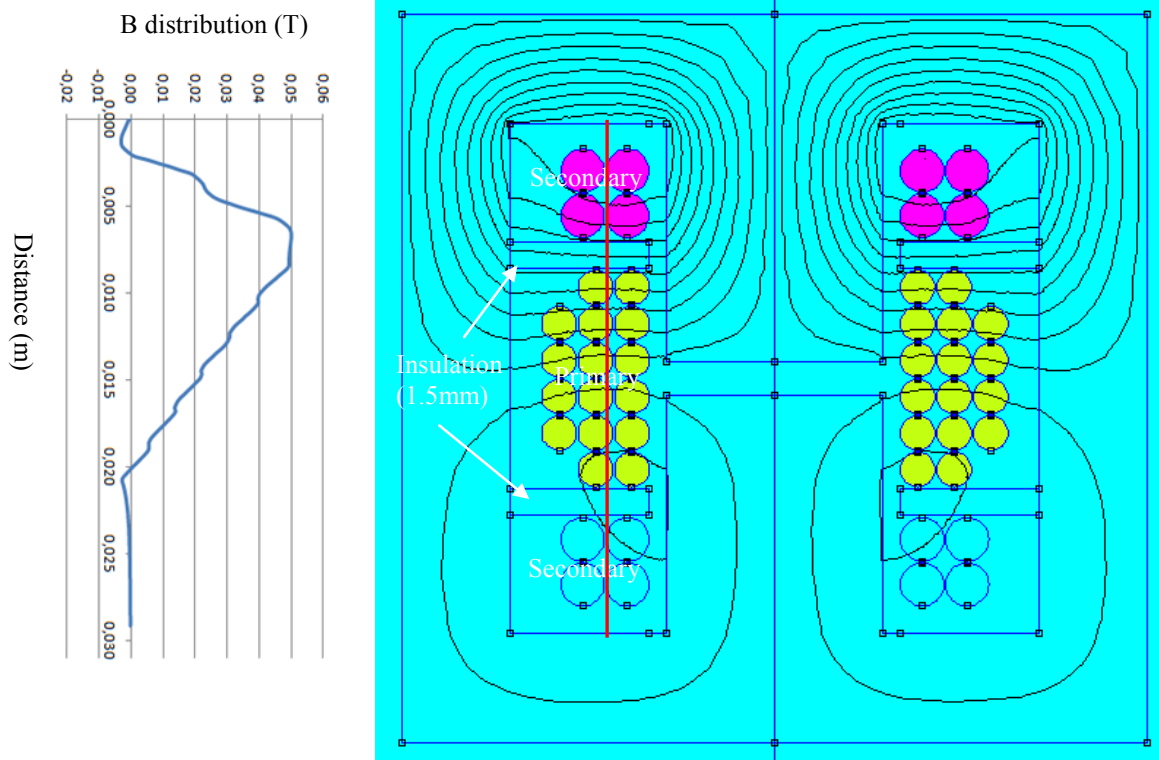 B distribution (T)
-0,02
-0,01
0,00
0,01
0,02
0,03
0,04
0,05
0,06
0,000
0,005
0,010
0,015
0,020
0,025
0,030
Distance (m)
Secondary
Insulation
(1.5mm)
Primary
Secondary